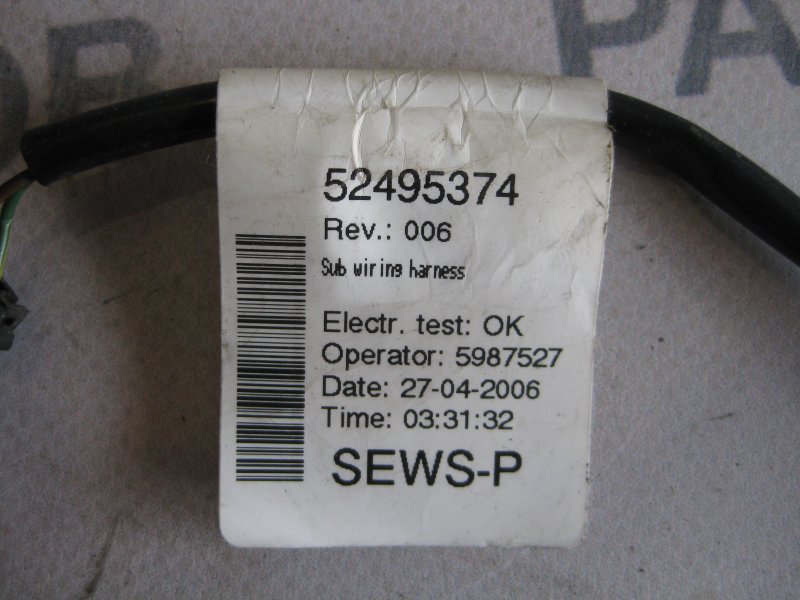 52495374
Rev.: 006
Sub wiring harness
Electr. test: OK
Operator: 5987527
Date: 27-04-2006
Time: 03:31:32
SEWS-P